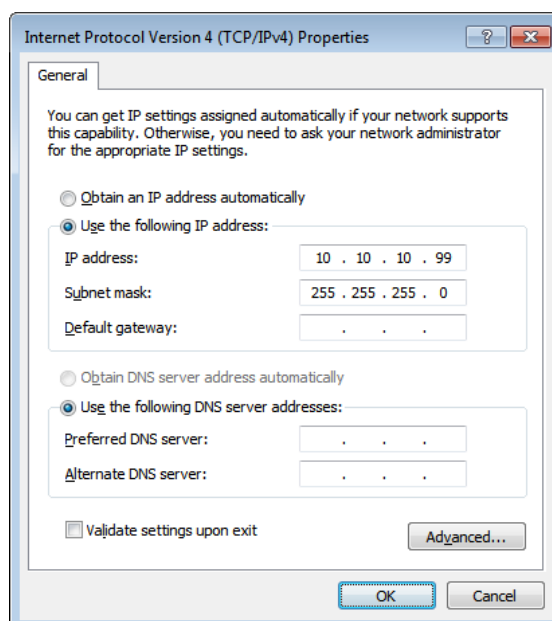 Internet Protocol Version 4 (TCP/IPv4) Properties
?
General
You can get IP settings assigned automatically if your network supports
this capability. Otherwise, you need to ask your network administrator
for the appropriate IP settings.
Obtain an IP address automatically
Use the following IP address:
IP address: 10 . 10 . 10 . 99
Subnet mask: 255 . 255 . 255 . 0
Default gateway: . . .
Obtain DNS server address automatically
Use the following DNS server addresses:
Preferred DNS server: . . .
Alternate DNS server: . . .
Validate settings upon exit
Advanced...
OK Cancel